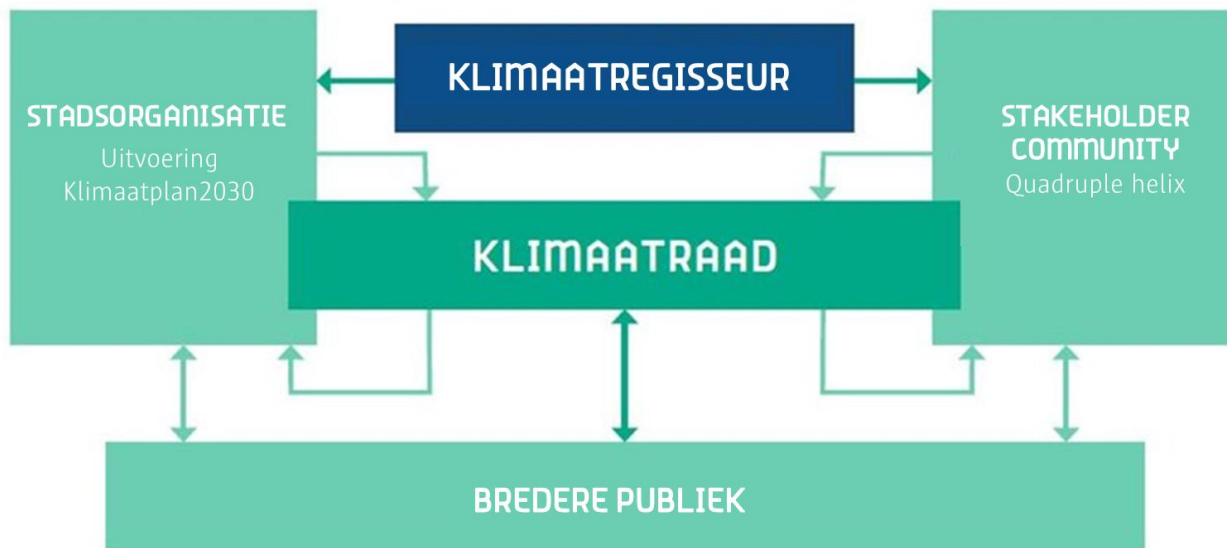 KLIMAATREGISSEUR
STADSORGANISATIE
Uitvoering
Klimaatplan2030
STAKEHOLDER
COMMUNITY
Quadruple helix
KLIMAATRAAD
BREDERE PUBLIEK